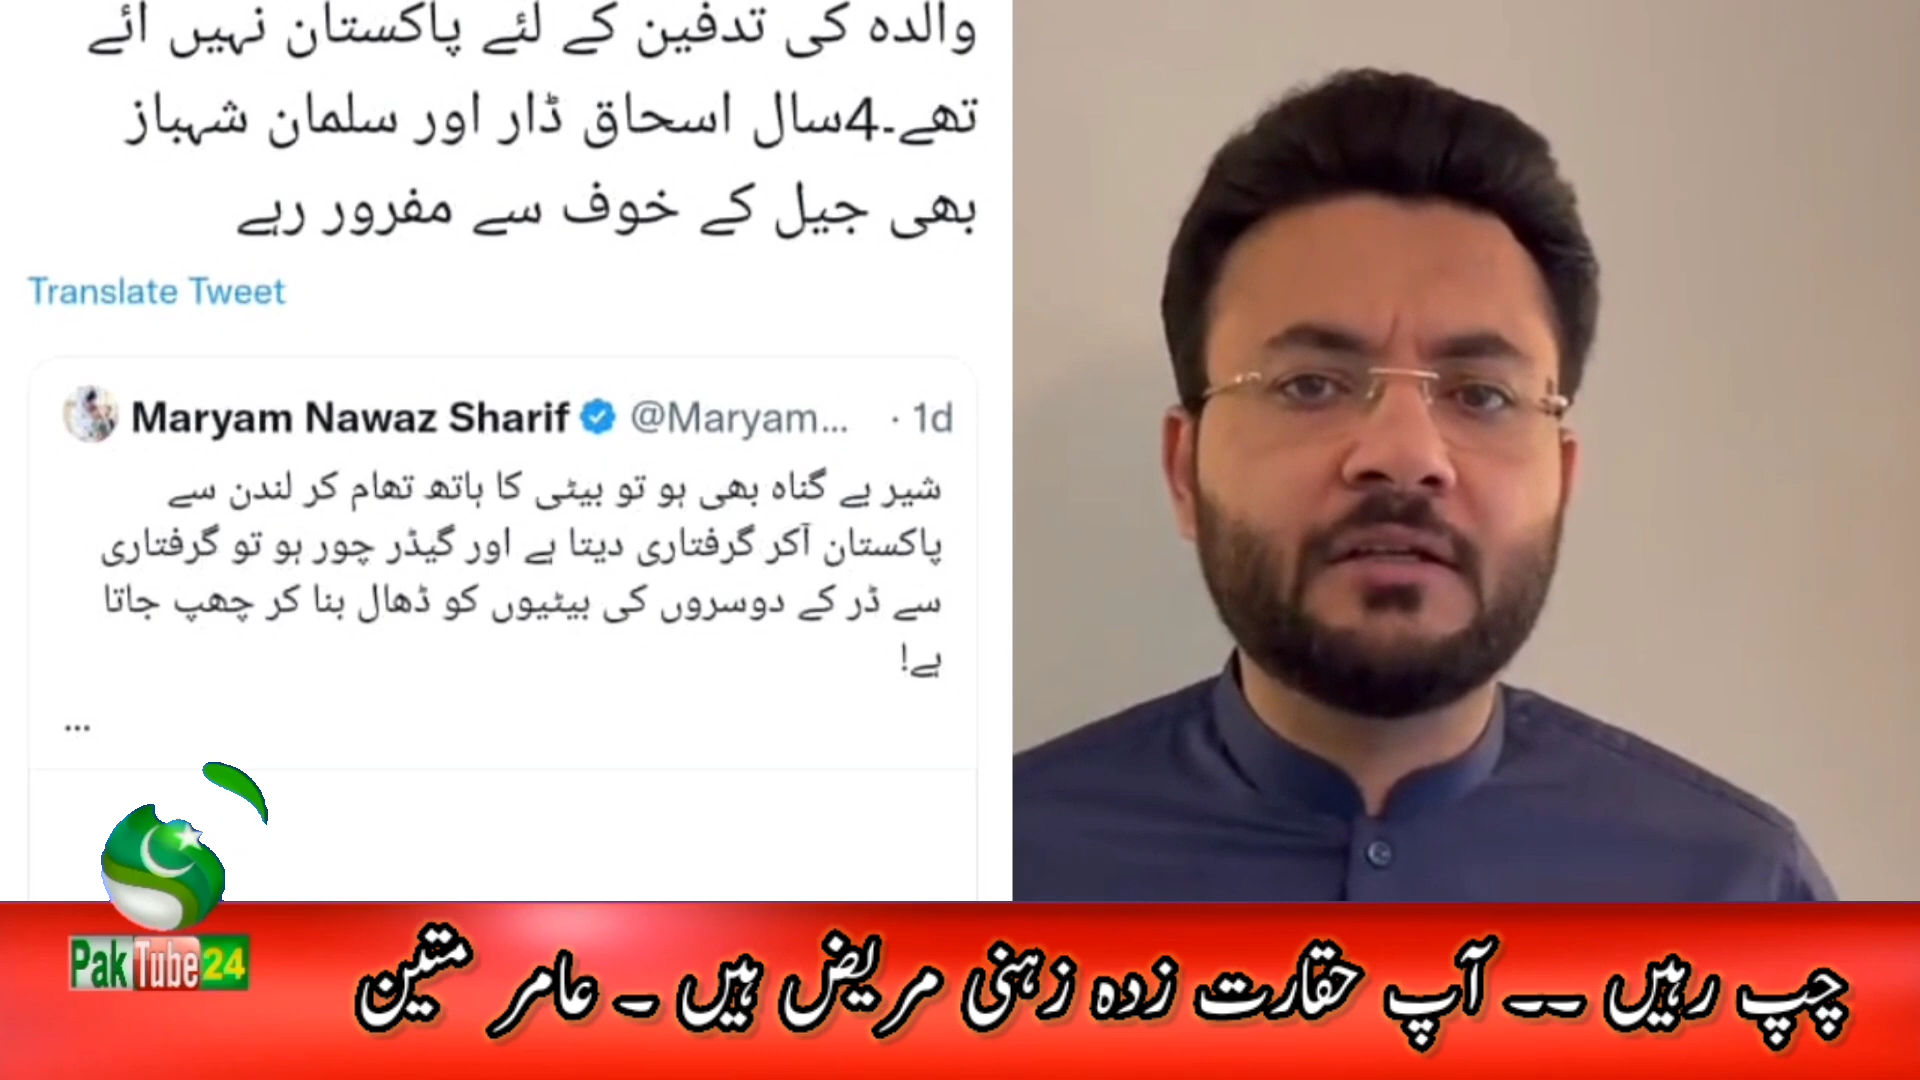 والدہ کی تدفین کے لئے پاکستان نہیں آئے
تھے۔4سال اسحاق ڈار اور سلمان شہباز
بھی جیل کے خوف سے مفرور رہے
Translate Tweet
Maryam Nawaz Sharif @Maryam... · 1d
شیر بے گناہ بھی ہو تو بیٹی کا ہاتھ تھام کر لندن سے
پاکستان آکر گرفتاری دیتا ہے اور گیڈر چور ہو تو گرفتاری
سے ڈر کے دوسروں کی بیٹیوں کو ڈھال بنا کر چھپ جاتا
ہے!
...
PakTube24
چپ رہیں ۔۔ آپ حقارت زدہ زہنی مریض ہیں ۔ عامر متین